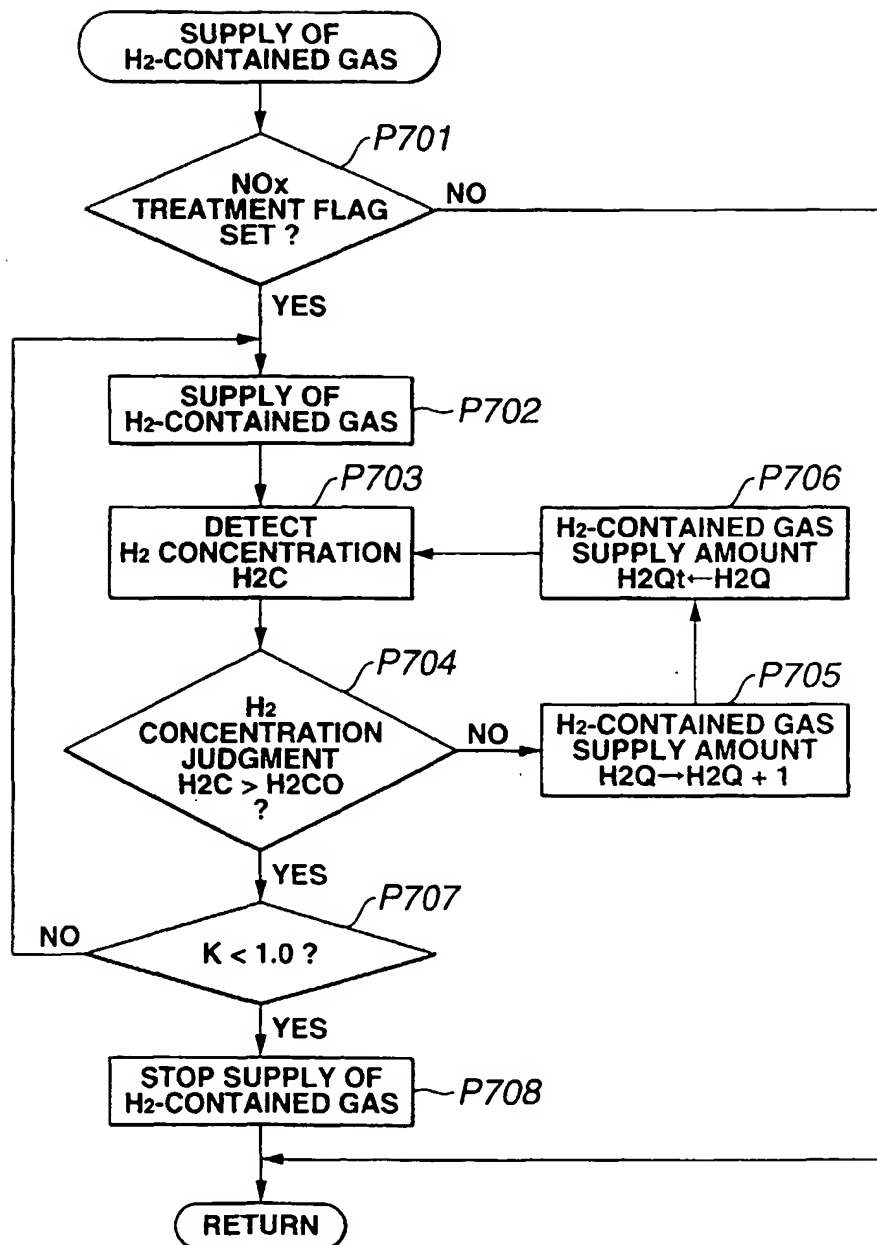 SUPPLY OF
H2-CONTAINED GAS
P701
NOx
TREATMENT FLAG
SET ?
NO
YES
SUPPLY OF
H2-CONTAINED GAS
P702
P703
DETECT
H2 CONCENTRATION
H2C
P706
H2-CONTAINED GAS
SUPPLY AMOUNT
H2Qt←H2Q
P704
H2
CONCENTRATION
JUDGMENT
H2C > H2CO
?
NO
P705
H2-CONTAINED GAS
SUPPLY AMOUNT
H2Q→H2Q + 1
YES
P707
NO
K < 1.0 ?
YES
STOP SUPPLY OF
H2-CONTAINED GAS
P708
RETURN